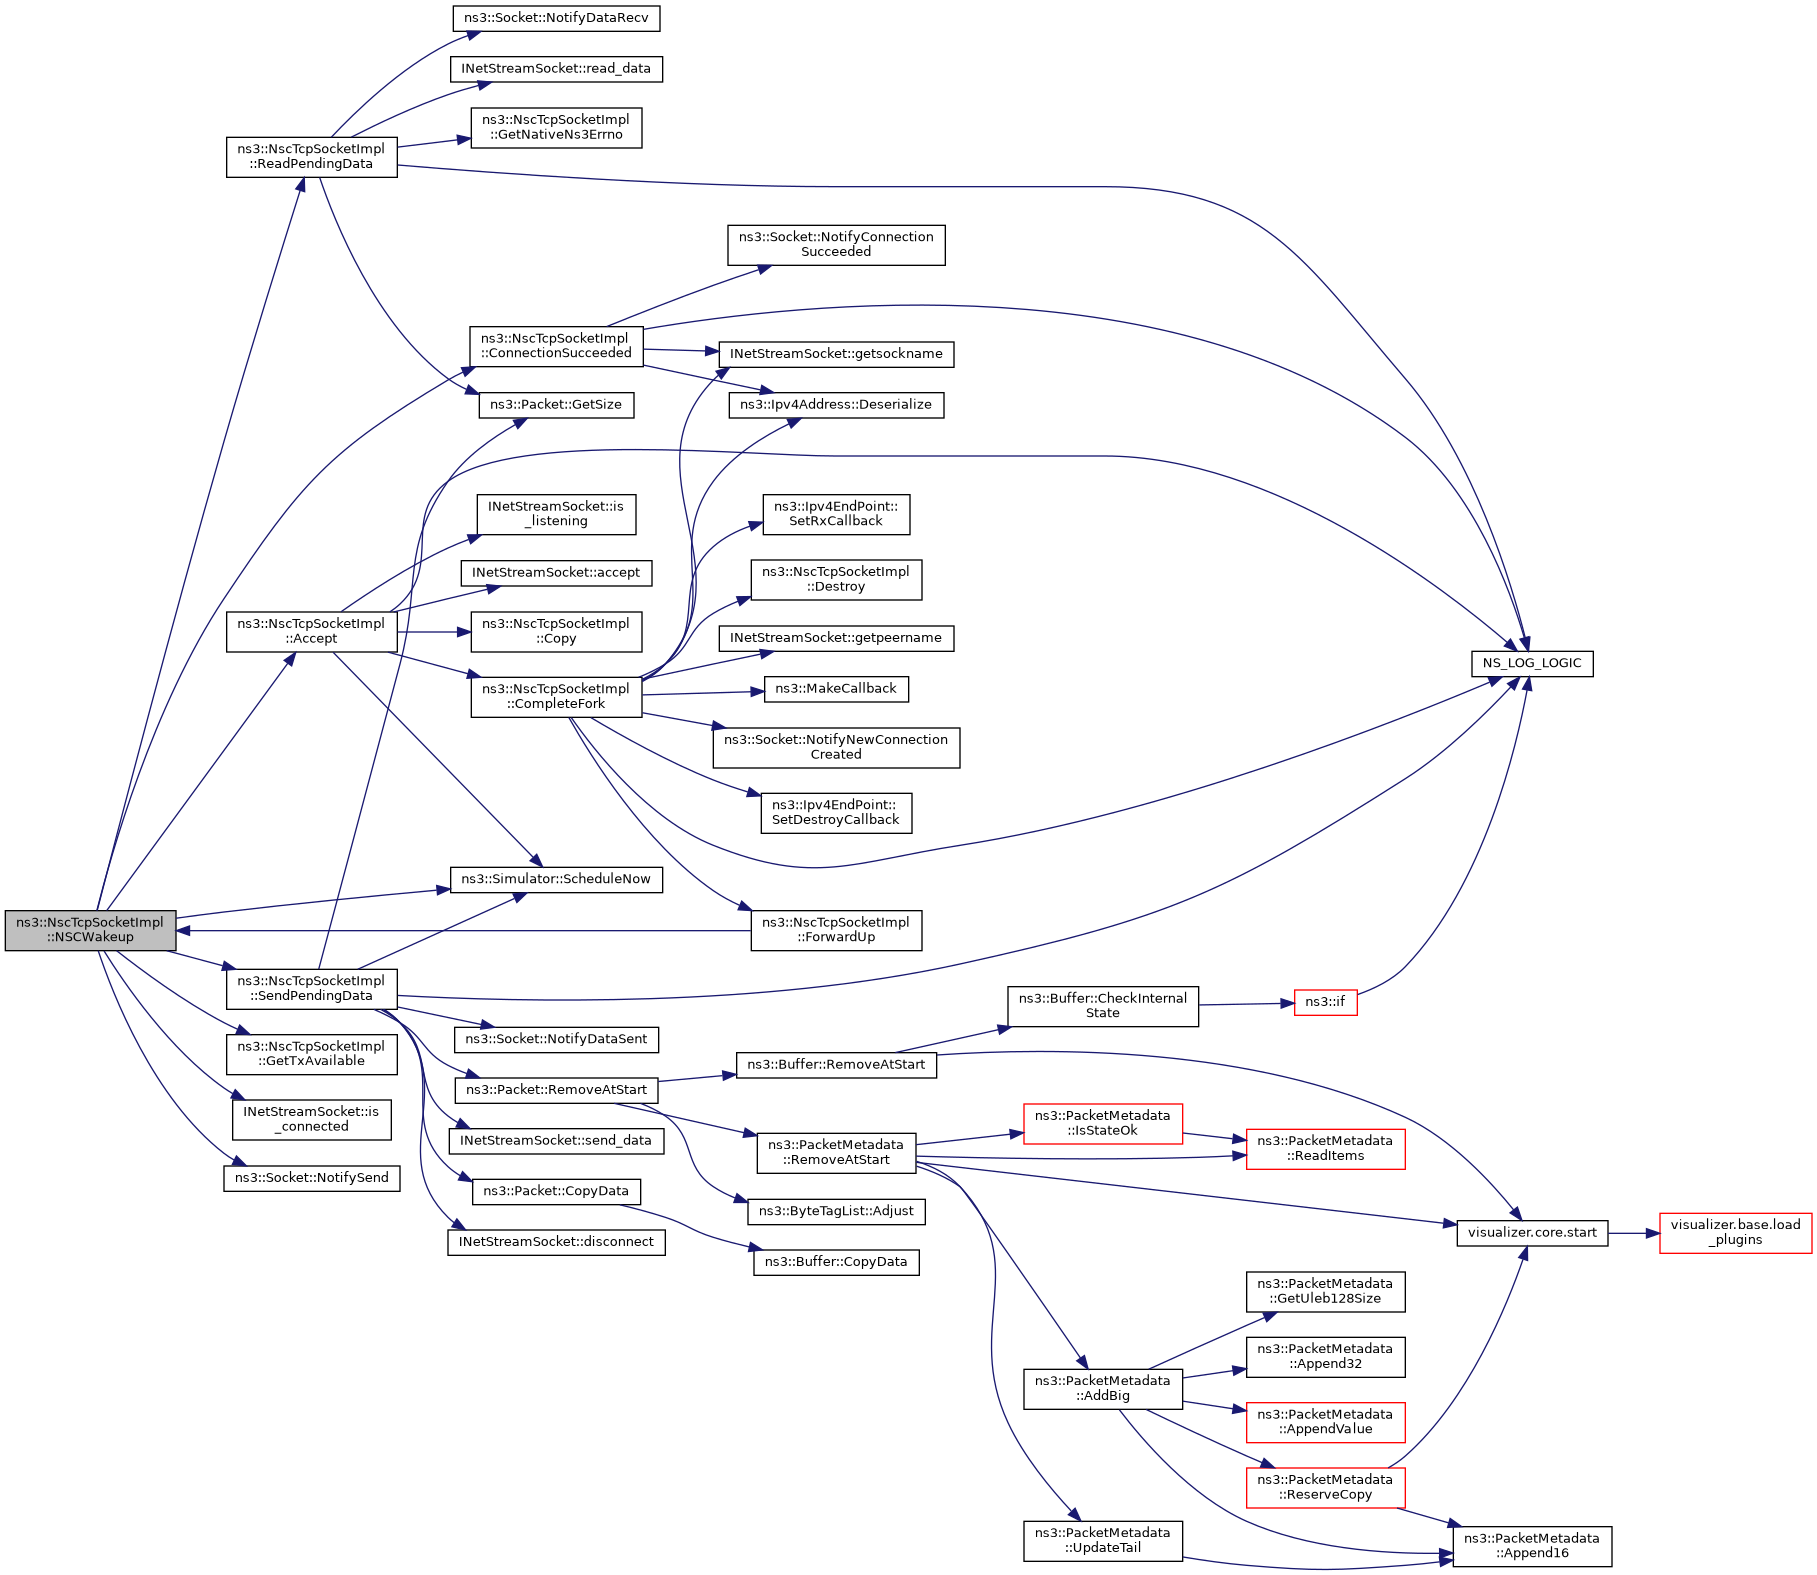 ns3::Socket::NotifyDataRecv
INetStreamSocket::read_data
ns3::NscTcpSocketImpl
::GetNativeNs3Errno
ns3::NscTcpSocketImpl
::ReadPendingData
ns3::Socket::NotifyConnection
Succeeded
ns3::NscTcpSocketImpl
::ConnectionSucceeded
INetStreamSocket::getsockname
ns3::Packet::GetSize
ns3::Ipv4Address::Deserialize
INetStreamSocket::is
_listening
ns3::Ipv4EndPoint::
SetRxCallback
INetStreamSocket::accept
ns3::NscTcpSocketImpl
::Destroy
ns3::NscTcpSocketImpl
::Accept
ns3::NscTcpSocketImpl
::Copy
INetStreamSocket::getpeername
NS_LOG_LOGIC
ns3::NscTcpSocketImpl
::CompleteFork
ns3::MakeCallback
ns3::Socket::NotifyNewConnection
Created
ns3::Ipv4EndPoint::
SetDestroyCallback
ns3::Simulator::ScheduleNow
ns3::NscTcpSocketImpl
::NSCWakeup
ns3::NscTcpSocketImpl
::ForwardUp
ns3::NscTcpSocketImpl
::SendPendingData
ns3::Buffer::CheckInternal
State
ns3::if
ns3::Socket::NotifyDataSent
ns3::NscTcpSocketImpl
::GetTxAvailable
ns3::Buffer::RemoveAtStart
ns3::Packet::RemoveAtStart
INetStreamSocket::is
_connected
INetStreamSocket::send_data
ns3::PacketMetadata
::IsStateOk
ns3::PacketMetadata
::RemoveAtStart
ns3::PacketMetadata
::ReadItems
ns3::Socket::NotifySend
ns3::Packet::CopyData
ns3::ByteTagList::Adjust
INetStreamSocket::disconnect
ns3::Buffer::CopyData
visualizer.core.start
visualizer.base.load
_plugins
ns3::PacketMetadata
::GetUleb128Size
ns3::PacketMetadata
::Append32
ns3::PacketMetadata
::AddBig
ns3::PacketMetadata
::AppendValue
ns3::PacketMetadata
::ReserveCopy
ns3::PacketMetadata
::UpdateTail
ns3::PacketMetadata
::Append16